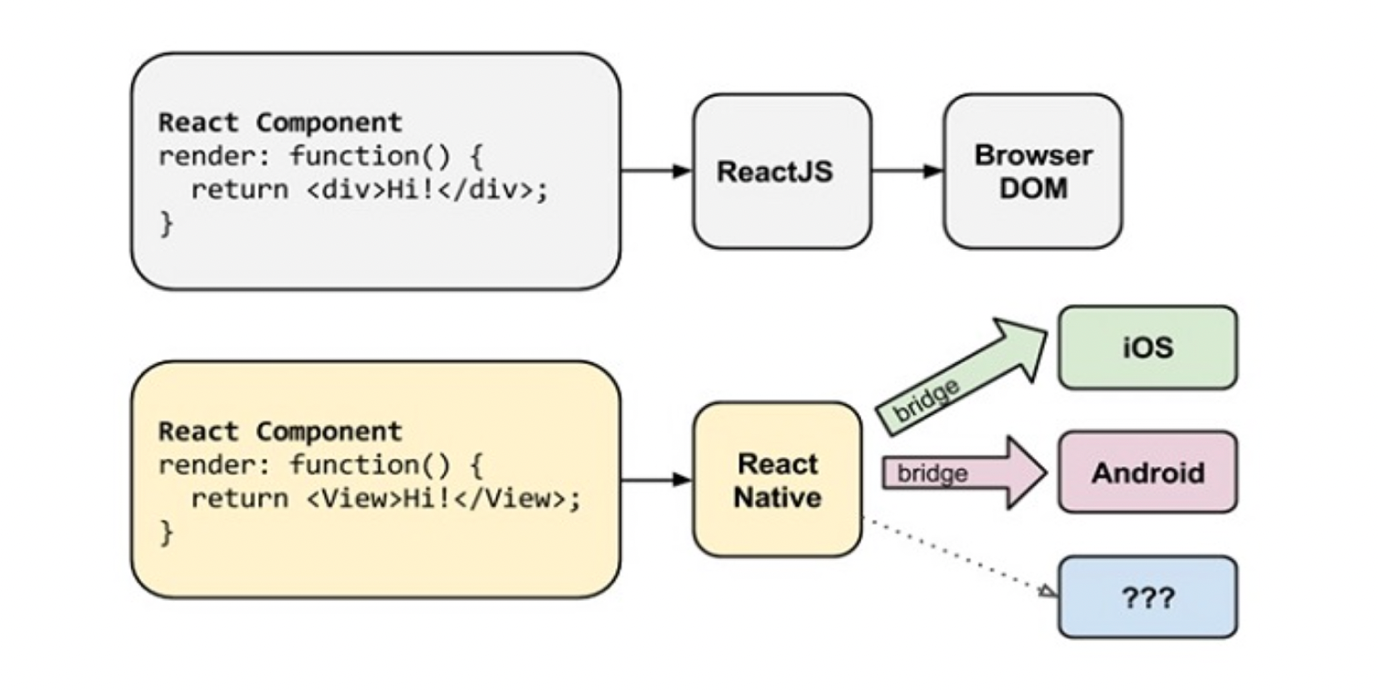 React Component
render: function() {
  return <div>Hi!</div>;
}
ReactJS
Browser
DOM
React Component
render: function() {
  return <View>Hi!</View>;
}
React
Native
bridge
iOS
bridge
Android
???